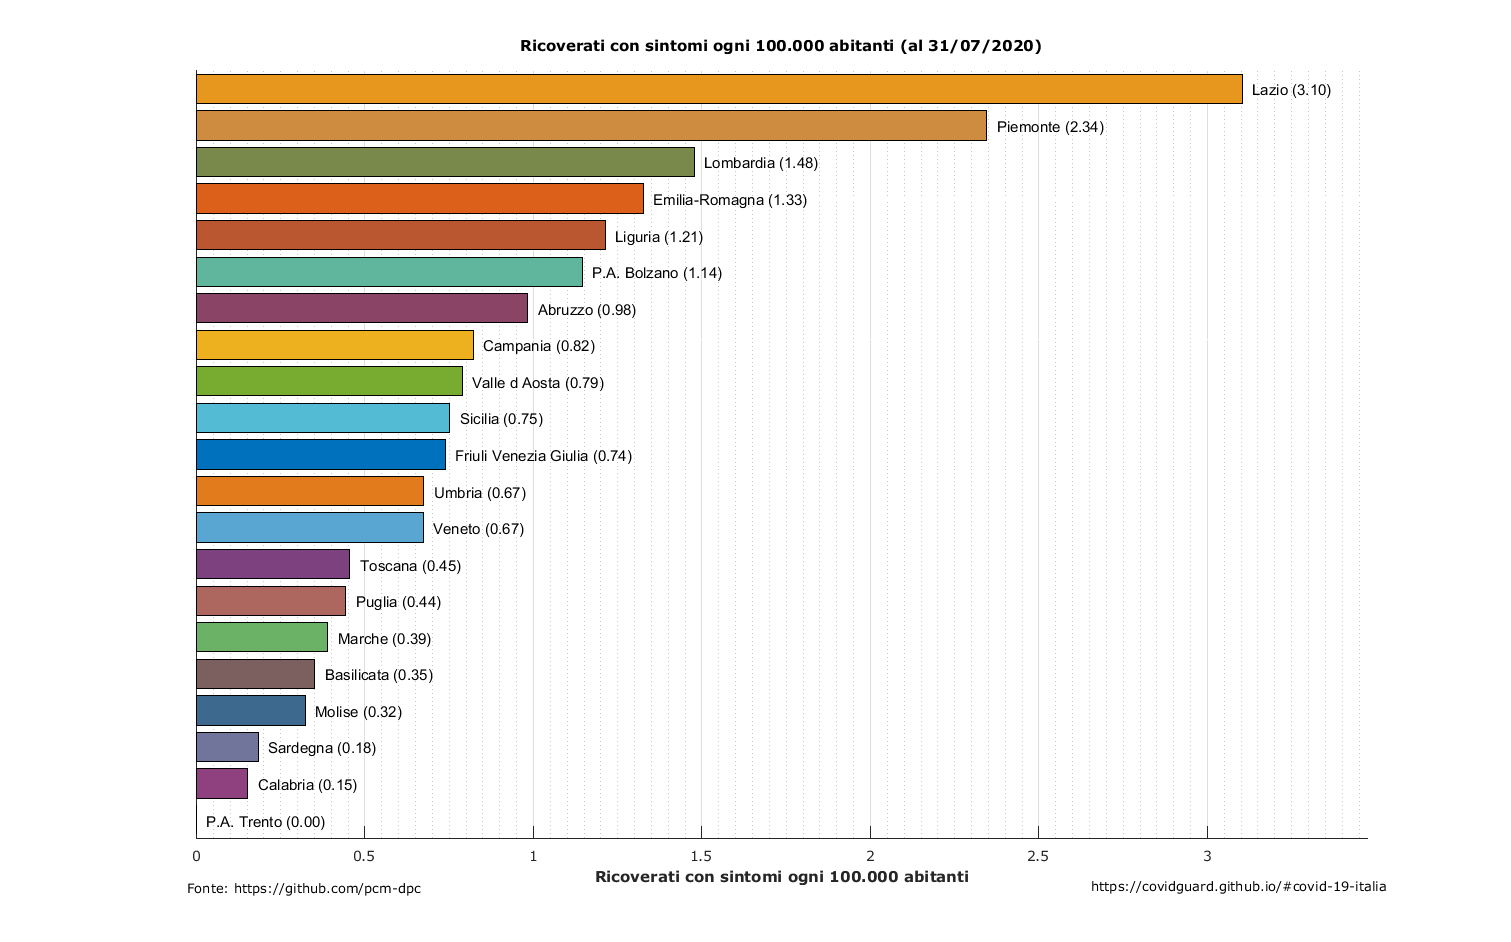 Ricoverati con sintomi ogni 100.000 abitanti (al 31/07/2020)
Lazio (3.10)
Piemonte (2.34)
Lombardia (1.48)
Emilia-Romagna (1.33)
Liguria (1.21)
P.A. Bolzano (1.14)
Abruzzo (0.98)
Campania (0.82)
Valle d Aosta (0.79)
Sicilia (0.75)
Friuli Venezia Giulia (0.74)
Umbria (0.67)
Veneto (0.67)
Toscana (0.45)
Puglia (0.44)
Marche (0.39)
Basilicata (0.35)
Molise (0.32)
Sardegna (0.18)
Calabria (0.15)
P.A. Trento (0.00)
0 0.5 1 1.5 2 2.5 3
Ricoverati con sintomi ogni 100.000 abitanti
Fonte: https://github.com/pcm-dpc
https://covidguard.github.io/#covid-19-italia